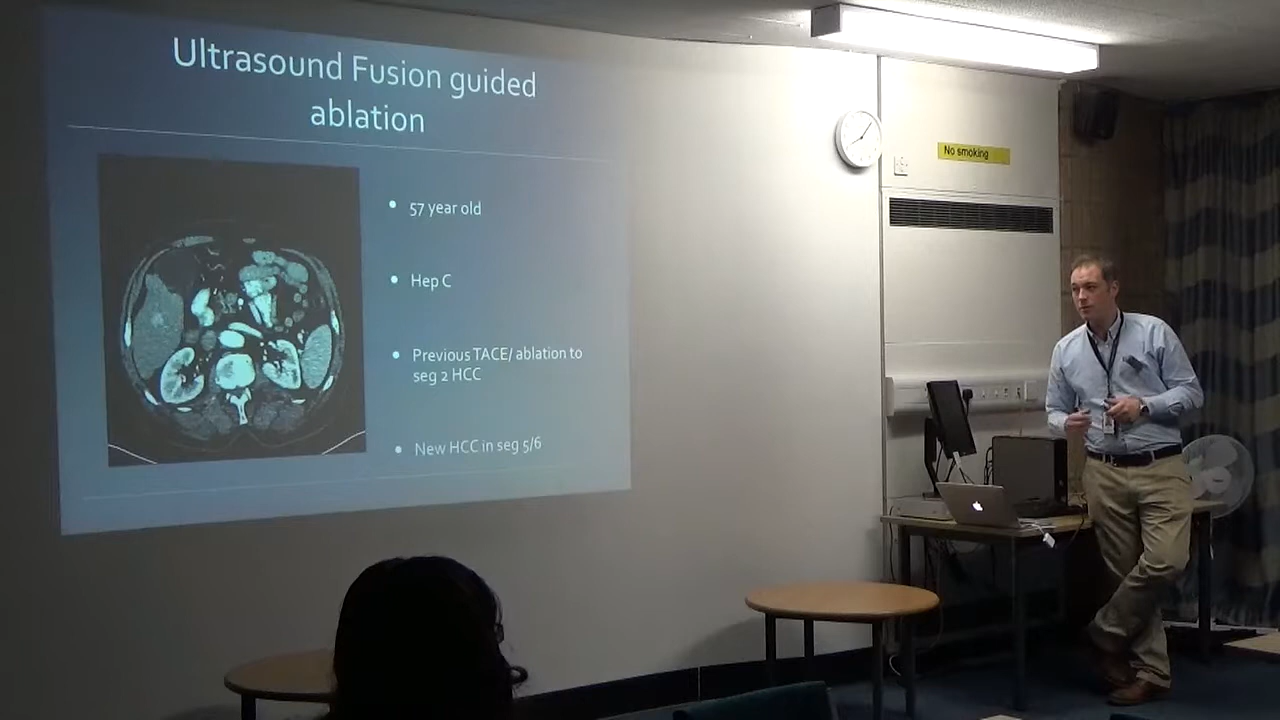 Ultrasound Fusion guided
ablation
57 year old
Hep C
Previous TACE/ ablation to
seg 2 HCC
New HCC in seg 5/6
No smoking